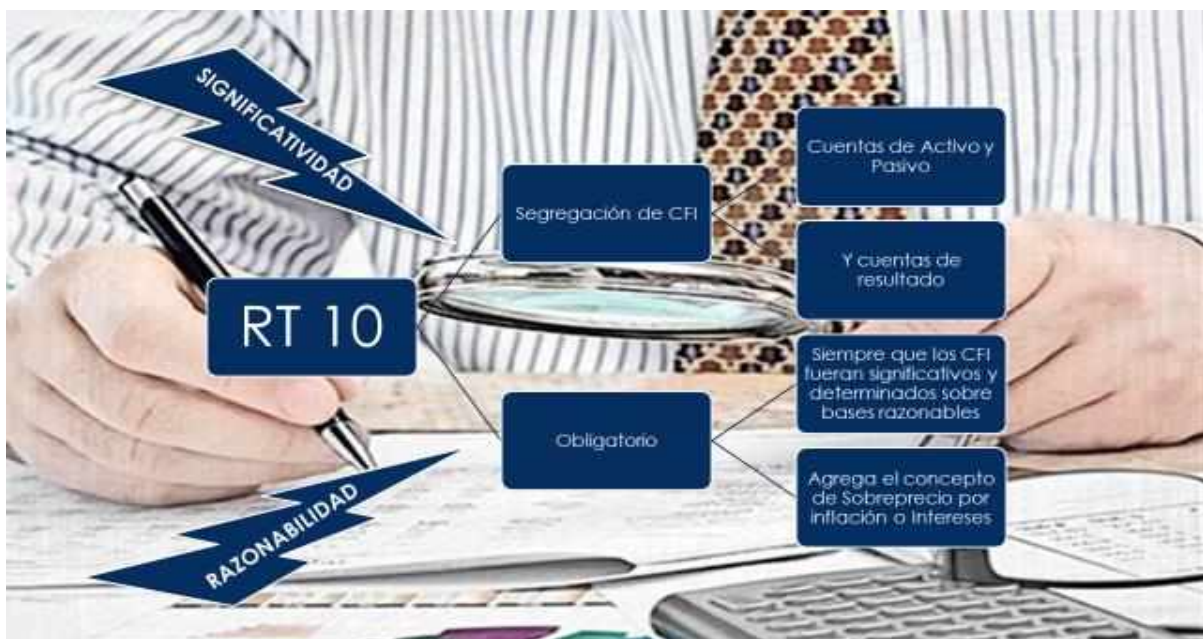 SIGNIFICATIVIDAD
RT 10
RAZONABILIDAD
Segregación de CFI
Cuentas de Activo y
Pasivo
Y cuentas de
resultado
Obligatorio
Siempre que los CFI
fueran significativos y
determinados sobre
bases razonables
Agrega el concepto
de Sobreprecio por
inflación o Intereses